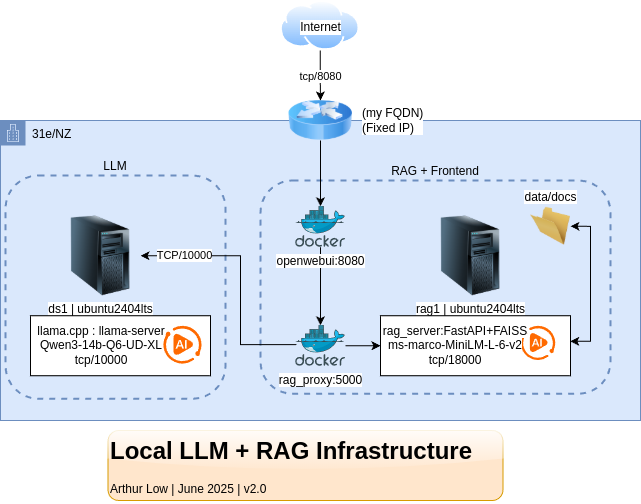 Internet
tcp/8080
(my FQDN)
(Fixed IP)
31e/NZ
LLM
RAG + Frontend
data/docs
docker
openwebui:8080
TCP/10000
ds1 | ubuntu2404lts
rag1 | ubuntu2404lts
llama.cpp : llama-server
Qwen3-14b-Q6-UD-XL
tcp/10000
AI
docker
rag_proxy:5000
rag_server:FastAPI+FAISS
ms-marco-MiniLM-L-6-v2
tcp/18000
AI
Local LLM + RAG Infrastructure
Arthur Low | June 2025 | v2.0